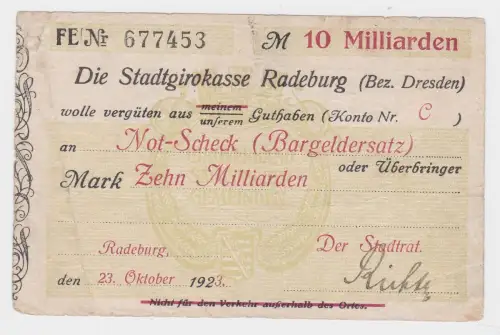 FE Nr 677453 M 10 Milliarden
Die Stadtgirokasse Radeburg (Bez. Dresden)
wolle vergüten aus meinem unserem Guthaben (Konto Nr. C )
an Not-Scheck (Bargeldersatz)
oder Überbringer
Mark Zehn Milliarden
Radeburg, Der Stadtrat.
den 23. Oktober 1923. Richter
Nicht für den Verkehr außerhalb des Ortes.